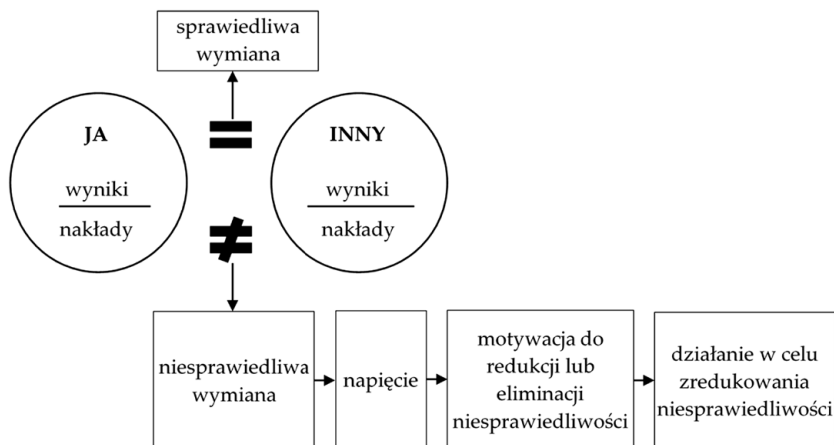 sprawiedliwa
wymiana
JA
wyniki
nakłady
=
INNY
wyniki
nakłady
≠
niesprawiedliwa
wymiana
napięcie
motywacja do
redukcji lub
eliminacji
niesprawiedliwości
działanie w celu
zredukowania
niesprawiedliwości